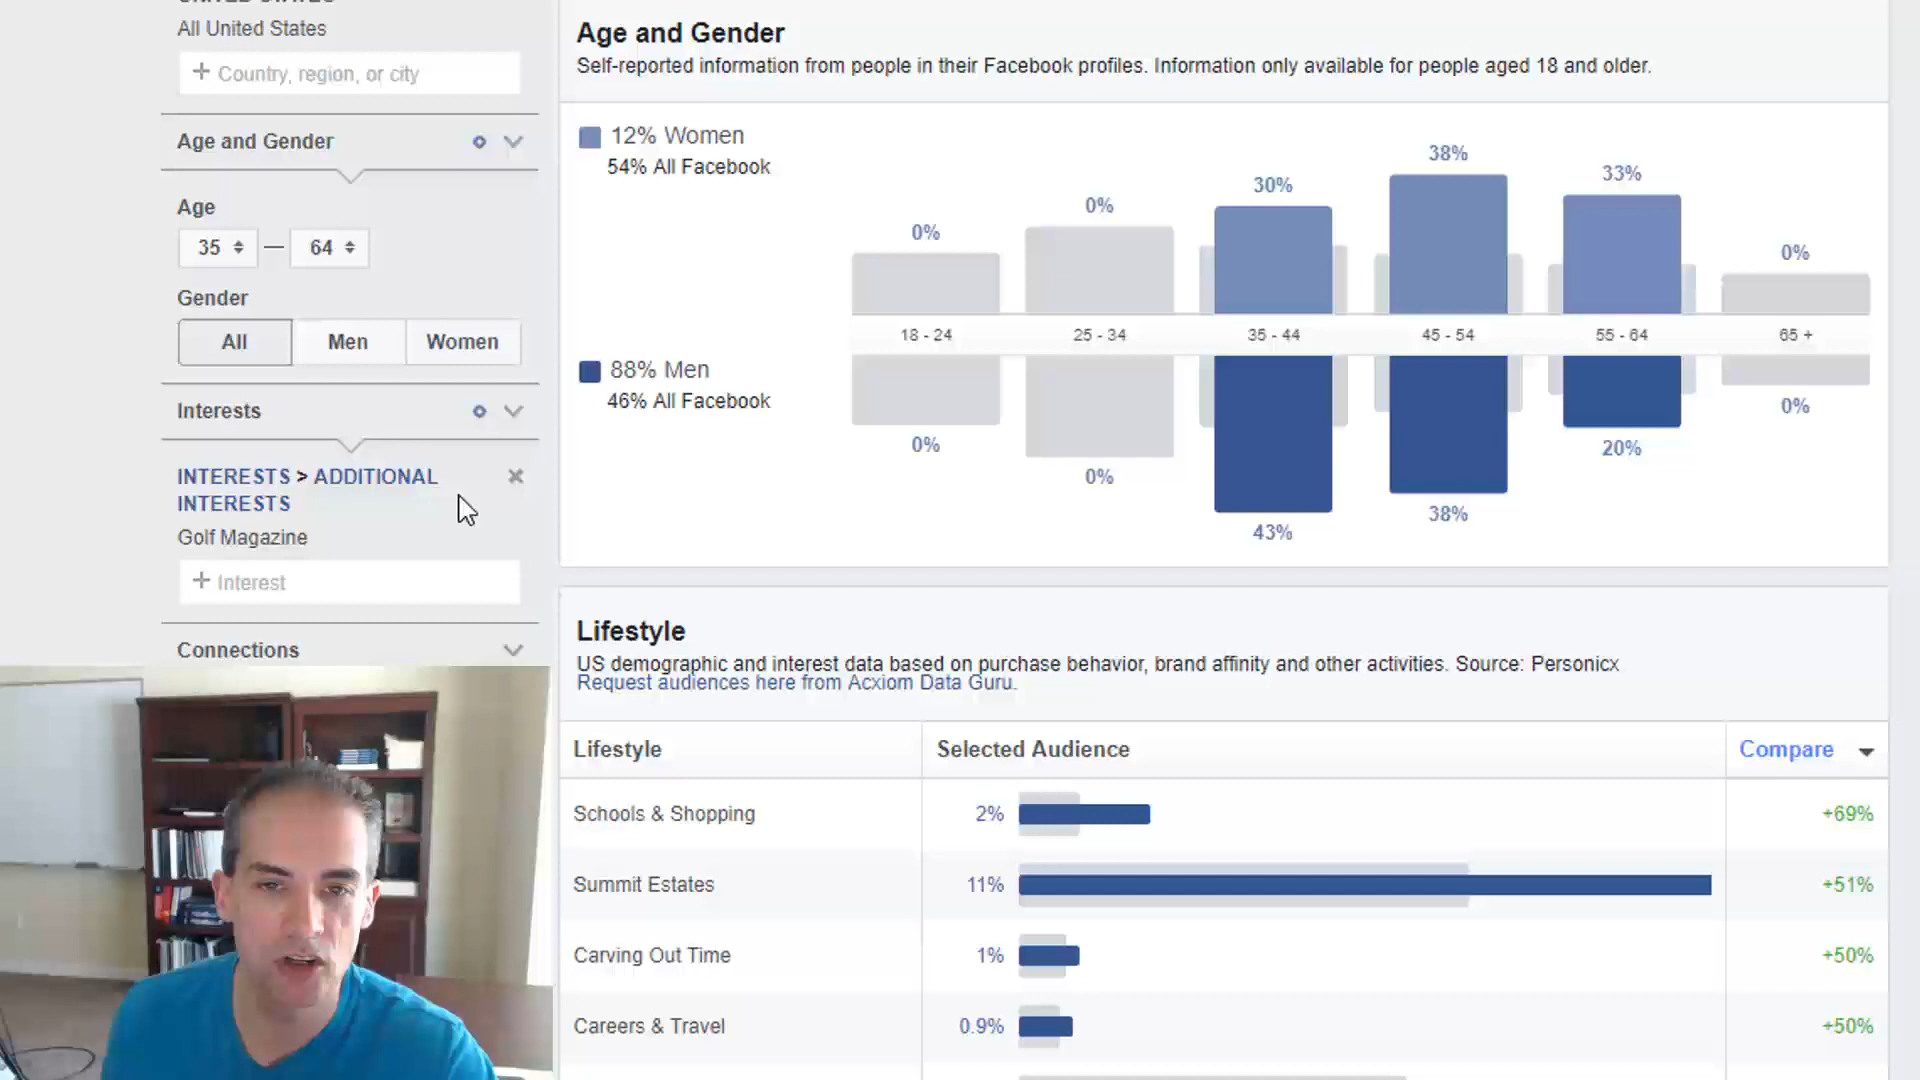 All United States
+ Country, region, or city
Age and Gender
Age
35 — 64
Gender
All Men Women
Interests
INTERESTS > ADDITIONAL
INTERESTS
Golf Magazine
+ Interest
Connections
Age and Gender
Self-reported information from people in their Facebook profiles. Information only available for people aged 18 and older.
12% Women
54% All Facebook
0% 0% 30% 38% 33% 0%
18 - 24 25 - 34 35 - 44 45 - 54 55 - 64 65 +
88% Men
46% All Facebook
0% 0% 43% 38% 20% 0%
Lifestyle
US demographic and interest data based on purchase behavior, brand affinity and other activities. Source: Personicx
Request audiences here from Acxiom Data Guru.
Lifestyle Selected Audience Compare
Schools & Shopping 2% +69%
Summit Estates 11% +51%
Carving Out Time 1% +50%
Careers & Travel 0.9% +50%